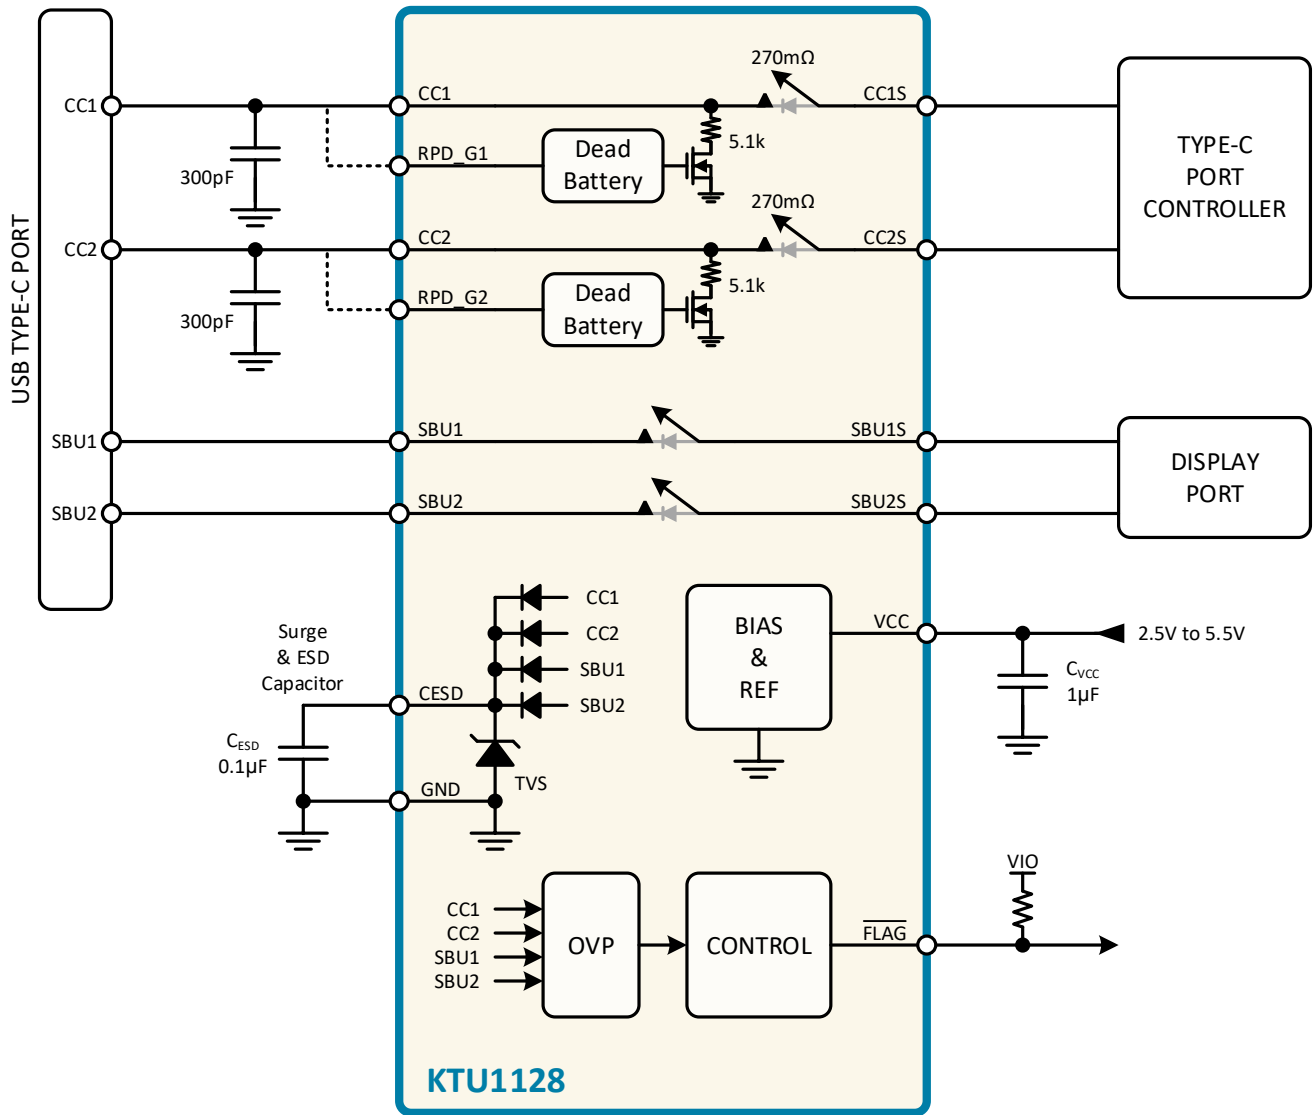 USB TYPE-C PORT
CC1
CC2
SBU1
SBU2
300pF
300pF
CC1
RPD_G1
Dead
Battery
5.1k
270mΩ
CC1S
CC2
RPD_G2
Dead
Battery
5.1k
270mΩ
CC2S
TYPE-C
PORT
CONTROLLER
SBU1
SBU1S
SBU2
SBU2S
DISPLAY
PORT
Surge
& ESD
Capacitor
CESD
CESD
0.1µF
GND
CC1
CC2
SBU1
SBU2
TVS
BIAS
&
REF
VCC
2.5V to 5.5V
CVCC
1µF
CC1
CC2
SBU1
SBU2
OVP
CONTROL
FLAG
VIO
KTU1128